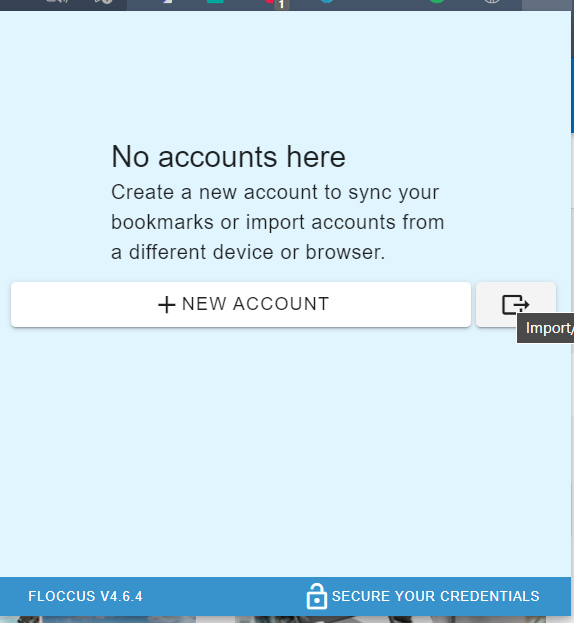 1
No accounts here
Create a new account to sync your
bookmarks or import accounts from
a different device or browser.
NEW ACCOUNT
Import/
FLOCCUS V4.6.4
SECURE YOUR CREDENTIALS